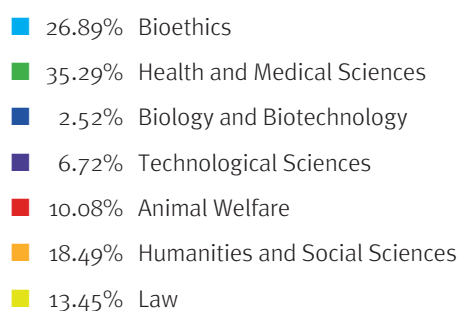 26.89% Bioethics
35.29% Health and Medical Sciences
2.52% Biology and Biotechnology
6.72% Technological Sciences
10.08% Animal Welfare
18.49% Humanities and Social Sciences
13.45% Law